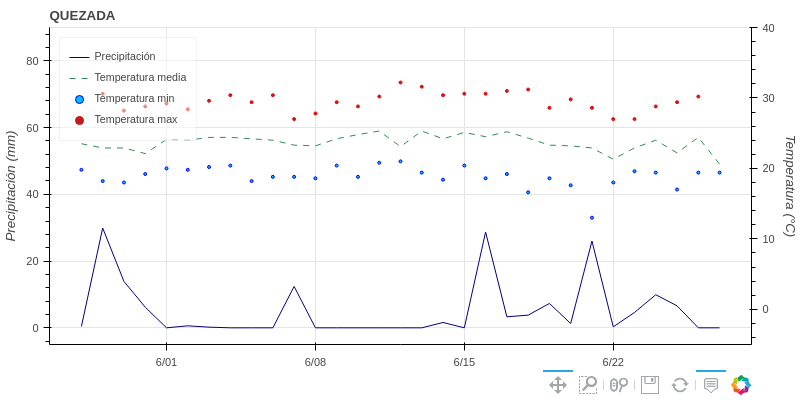 QUEZADA
Precipitación
Temperatura media
Temperatura min
Temperatura max
Precipitación (mm)
80
60
40
20
0
Temperatura (°C)
40
30
20
10
0
6/01
6/08
6/15
6/22